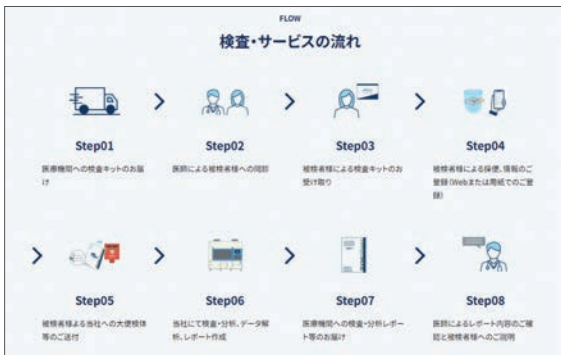 FLOW
検査・サービスの流れ
Step01
Step02
Step03
Step04
医療機関への検査キットのお届
け
医師による被検者様への問診
被検者様による検査キットのお
受け取り
被検者様による採便、情報のご
登録(Webまたは用紙でのご登
録)
Step05
Step06
Step07
Step08
被検者様よる当社への大便検体
等のご送付
当社にて検査・分析、データ解
析、レポート作成
医療機関への検査・分析レポー
ト等のお届け
医師によるレポート内容のご確
認と被検者様へのご説明